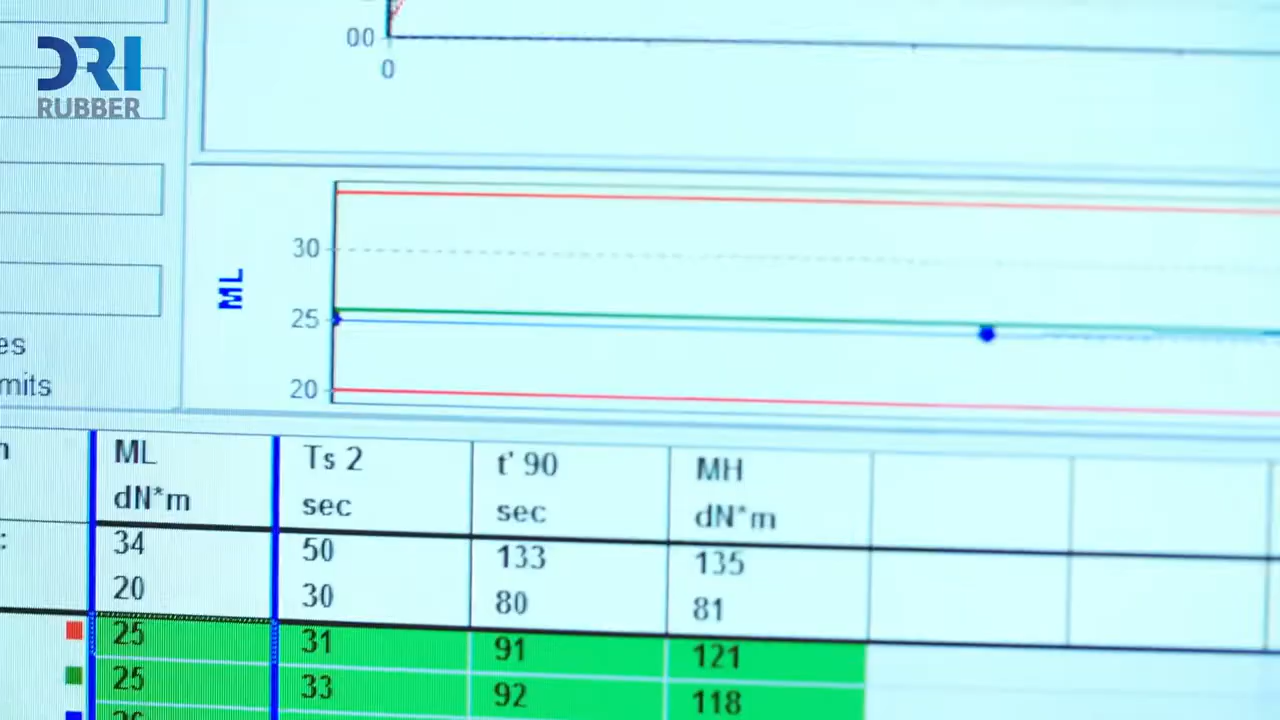 DRI
RUBBER
00
0
30
ML
25
20
es
mits
ML Ts 2 t' 90 MH
dN*m sec sec dN*m
34 50 133 135
20 30 80 81
25 31 91 121
25 33 92 118